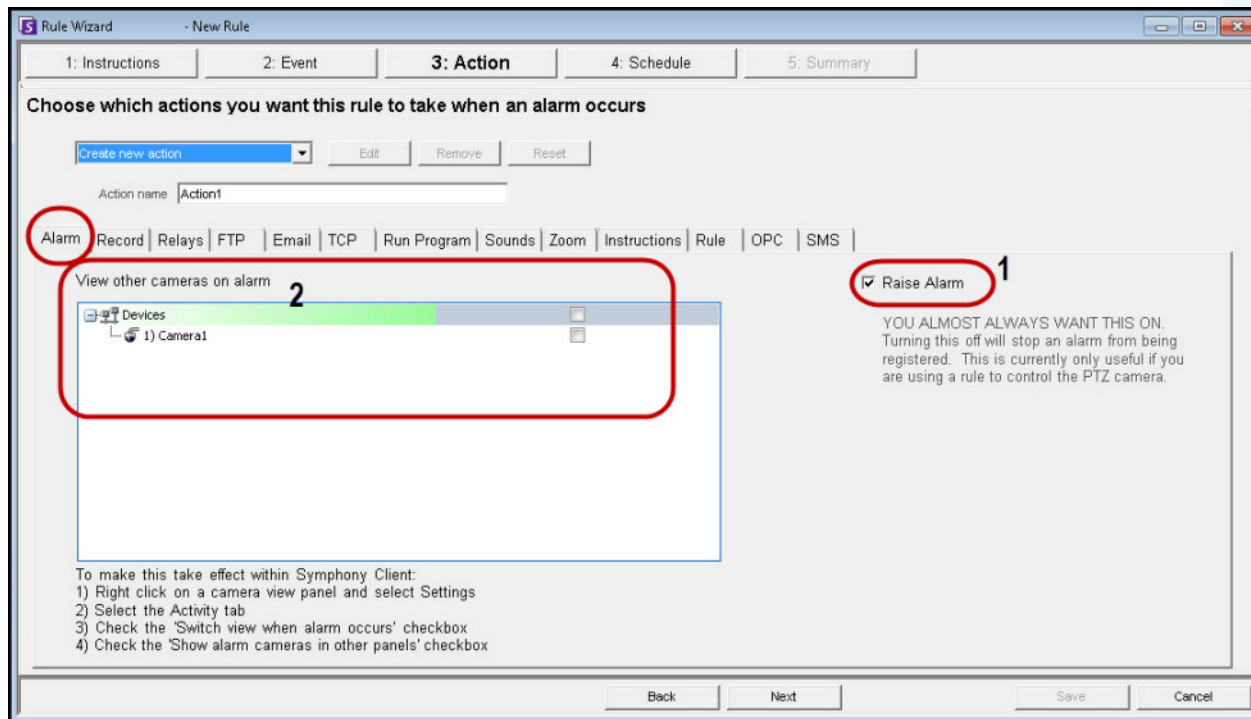 Rule Wizard - New Rule
1: Instructions 2: Event 3: Action 4: Schedule 5: Summary
Choose which actions you want this rule to take when an alarm occurs
Create new action Edit Remove Reset
Action name Action1
Alarm Record Relays FTP Email TCP Run Program Sounds Zoom Instructions Rule OPC SMS
View other cameras on alarm
2
Devices
1) Camera1
Raise Alarm
1
YOU ALMOST ALWAYS WANT THIS ON.
Turning this off will stop an alarm from being
registered. This is currently only useful if you
are using a rule to control the PTZ camera.
To make this take effect within Symphony Client:
1) Right click on a camera view panel and select Settings
2) Select the Activity tab
3) Check the 'Switch view when alarm occurs' checkbox
4) Check the 'Show alarm cameras in other panels' checkbox
Back Next Save Cancel